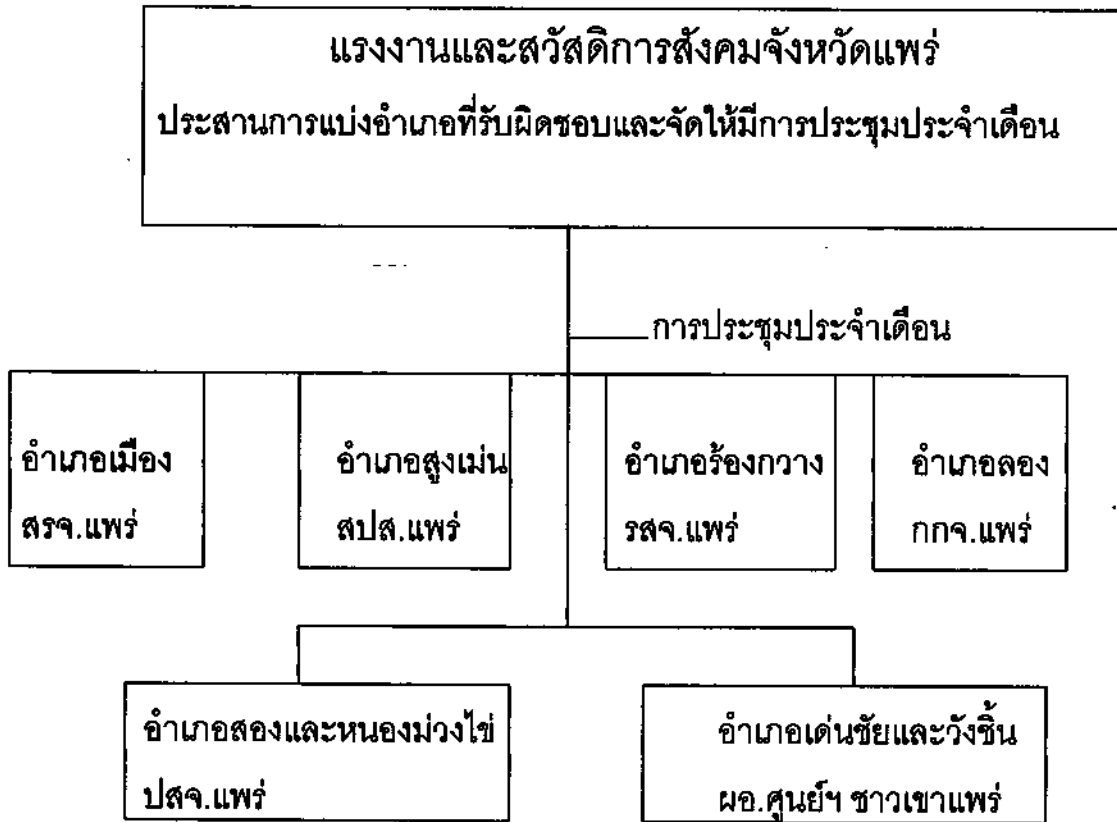 แรงงานและสวัสดิการสังคมจังหวัดแพร่
ประสานการแบ่งอำเภอที่รับผิดชอบและจัดให้มีการประชุมประจำเดือน
การประชุมประจำเดือน
อำเภอเมือง
สรจ.แพร่
อำเภอสูงเม่น
สปส.แพร่
อำเภอร้องกวาง
รสจ.แพร่
อำเภอลอง
กกจ.แพร่
อำเภอสองและหนองม่วงไข่
ปสจ.แพร่
อำเภอเด่นชัยและวังชิ้น
ผอ.ศูนย์ฯ ชาวเขาแพร่